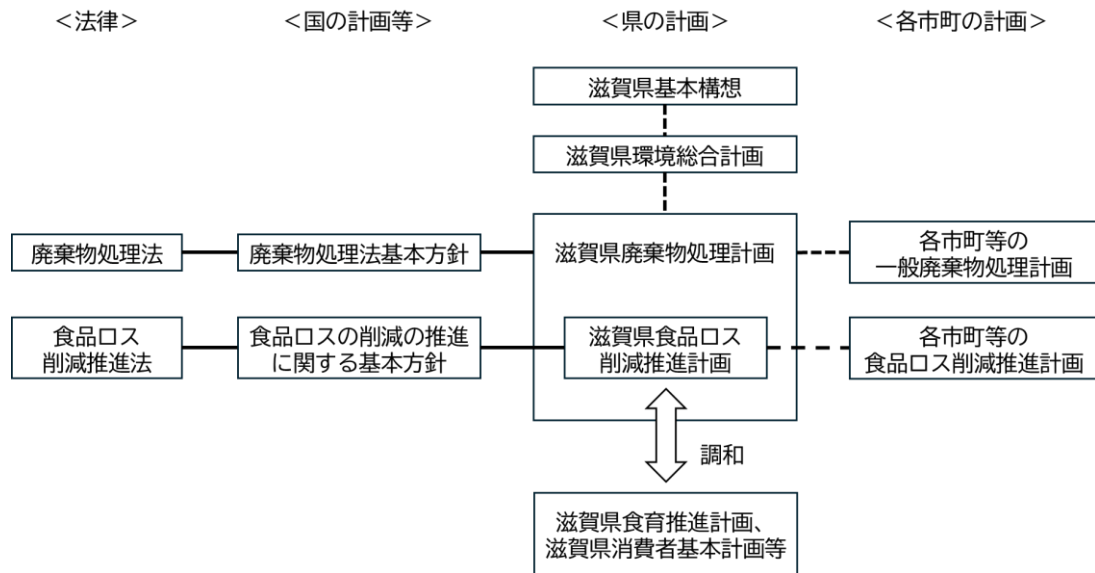 ＜法律＞
＜国の計画等＞
＜県の計画＞
＜各市町の計画＞
滋賀県基本構想
滋賀県環境総合計画
廃棄物処理法
廃棄物処理法基本方針
滋賀県廃棄物処理計画
各市町等の
一般廃棄物処理計画
食品ロス
削減推進法
食品ロスの削減の推進
に関する基本方針
滋賀県食品ロス
削減推進計画
各市町等の
食品ロス削減推進計画
調和
滋賀県食育推進計画、
滋賀県消費者基本計画等